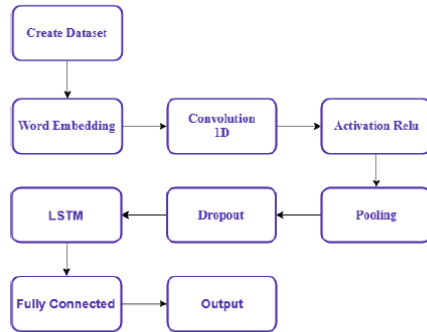 Create Dataset
Word Embedding
Convolution
1D
Activation Relu
LSTM
Dropout
Pooling
Fully Connected
Output